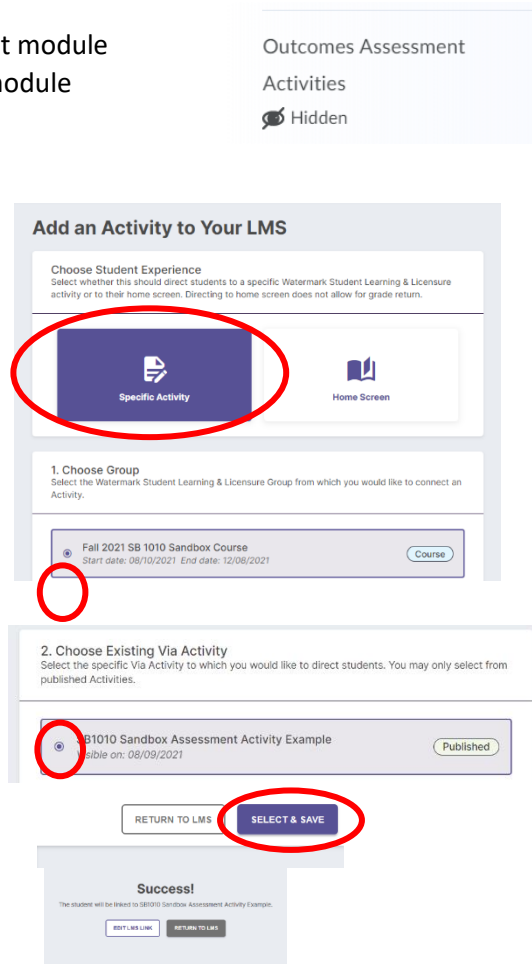 t module
module
Outcomes Assessment
Activities
Hidden
Add an Activity to Your LMS
Choose Student Experience
Select whether this should direct students to a specific Watermark Student Learning & Licensure
activity or to their home screen. Directing to home screen does not allow for grade return.
Specific Activity
Home Screen
1. Choose Group
Select the Watermark Student Learning & Licensure Group from which you would like to connect an
Activity.
Fall 2021 SB 1010 Sandbox Course
Start date: 08/10/2021 End date: 12/08/2021
Course
2. Choose Existing Via Activity
Select the specific Via Activity to which you would like to direct students. You may only select from
published Activities.
SB1010 Sandbox Assessment Activity Example
Visible on: 08/09/2021
Published
RETURN TO LMS
SELECT & SAVE
Success!
The student will be linked to SB1010 Sandbox Assessment Activity Example.
EDIT LMS LINK
RETURN TO LMS